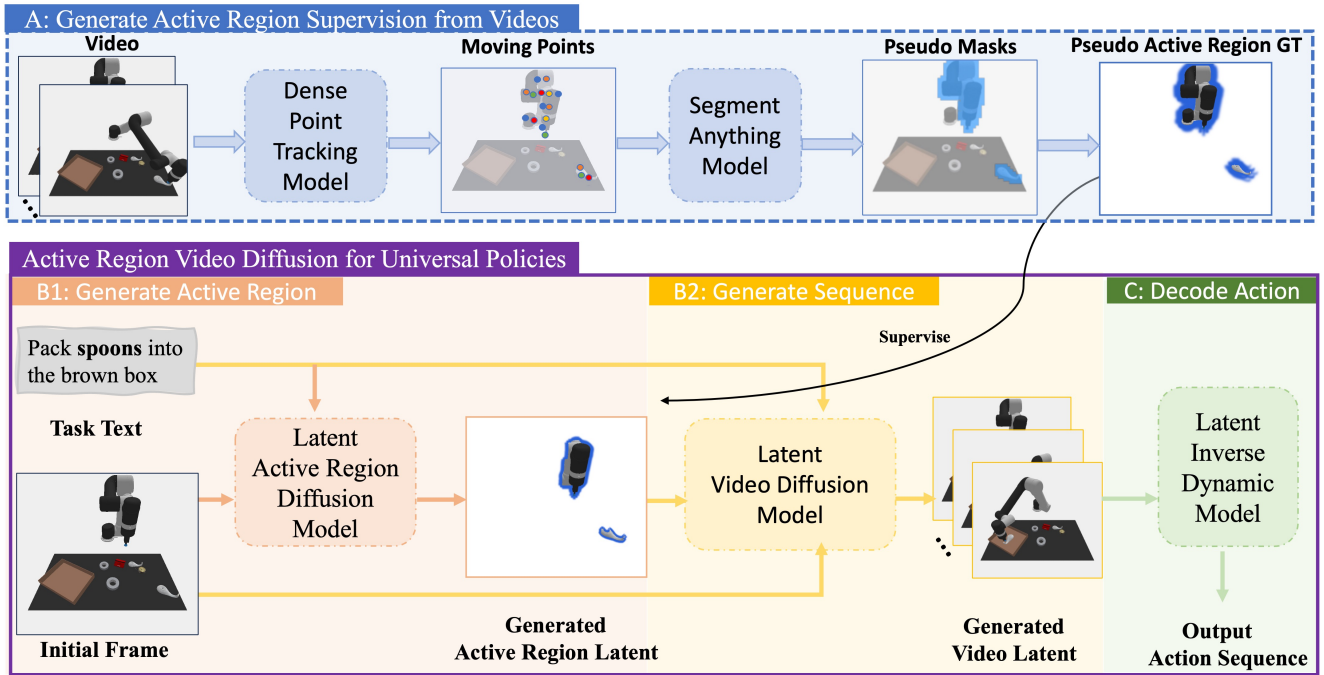 A: Generate Active Region Supervision from Videos
Video
Moving Points
Pseudo Masks
Pseudo Active Region GT
Dense
Point
Tracking
Model
Segment
Anything
Model
Active Region Video Diffusion for Universal Policies
B1: Generate Active Region
B2: Generate Sequence
C: Decode Action
Supervise
Pack spoons into
the brown box
Task Text
Latent
Active Region
Diffusion
Model
Latent
Video Diffusion
Model
Latent
Inverse
Dynamic
Model
Initial Frame
Generated
Active Region Latent
Generated
Video Latent
Output
Action Sequence